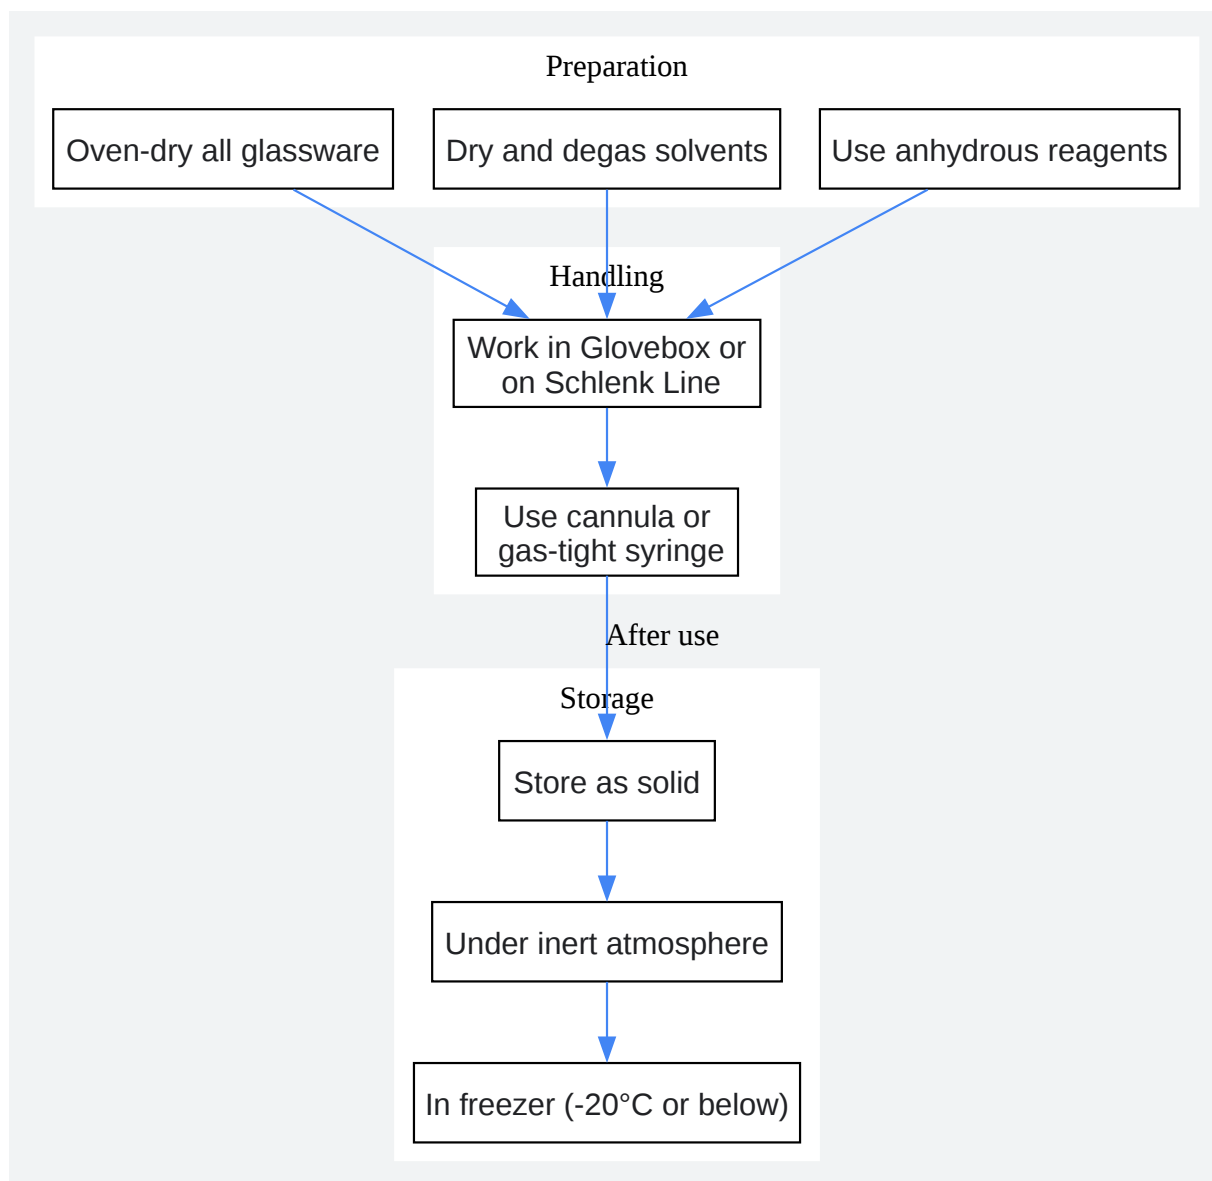 Preparation
Oven-dry all glassware
Dry and degas solvents
Use anhydrous reagents
Handling
Work in Glovebox or
on Schlenk Line
Use cannula or
gas-tight syringe
After use
Storage
Store as solid
Under inert atmosphere
In freezer (-20°C or below)